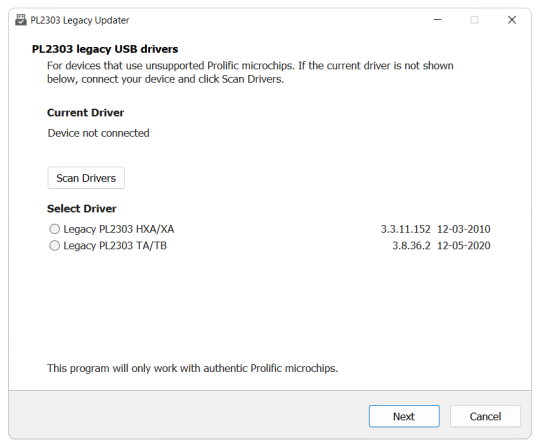 PL2303 Legacy Updater
PL2303 legacy USB drivers
For devices that use unsupported Prolific microchips. If the current driver is not shown
below, connect your device and click Scan Drivers.
Current Driver
Device not connected
Scan Drivers
Select Driver
Legacy PL2303 HXA/XA 3.3.11.152 12-03-2010
Legacy PL2303 TA/TB 3.8.36.2 12-05-2020
This program will only work with authentic Prolific microchips.
Next Cancel